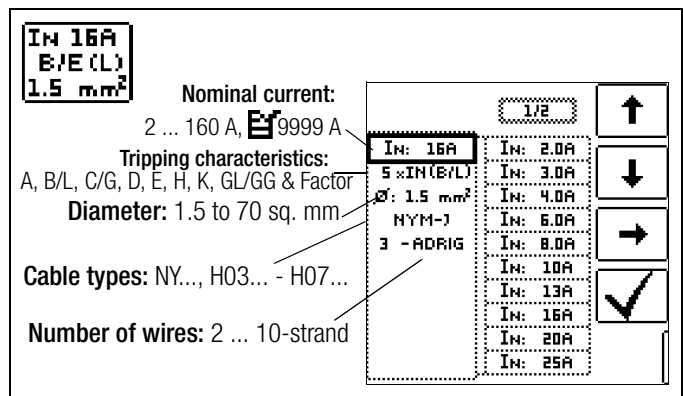 IN 16A
B/E(L)
1.5 mm²
Nominal current:
2 ... 160 A, 9999 A
Tripping characteristics:
A, B/L, C/G, D, E, H, K, GL/GG & Factor
Diameter: 1.5 to 70 sq. mm
Cable types: NY..., H03... - H07...
Number of wires: 2 ... 10-strand
1/2
IN: 16A
5 xIN(B/L)
Ø: 1.5 mm²
NYM-J
3 -ADRIG
IN: 2.0A
IN: 3.0A
IN: 4.0A
IN: 6.0A
IN: 8.0A
IN: 10A
IN: 13A
IN: 16A
IN: 20A
IN: 25A